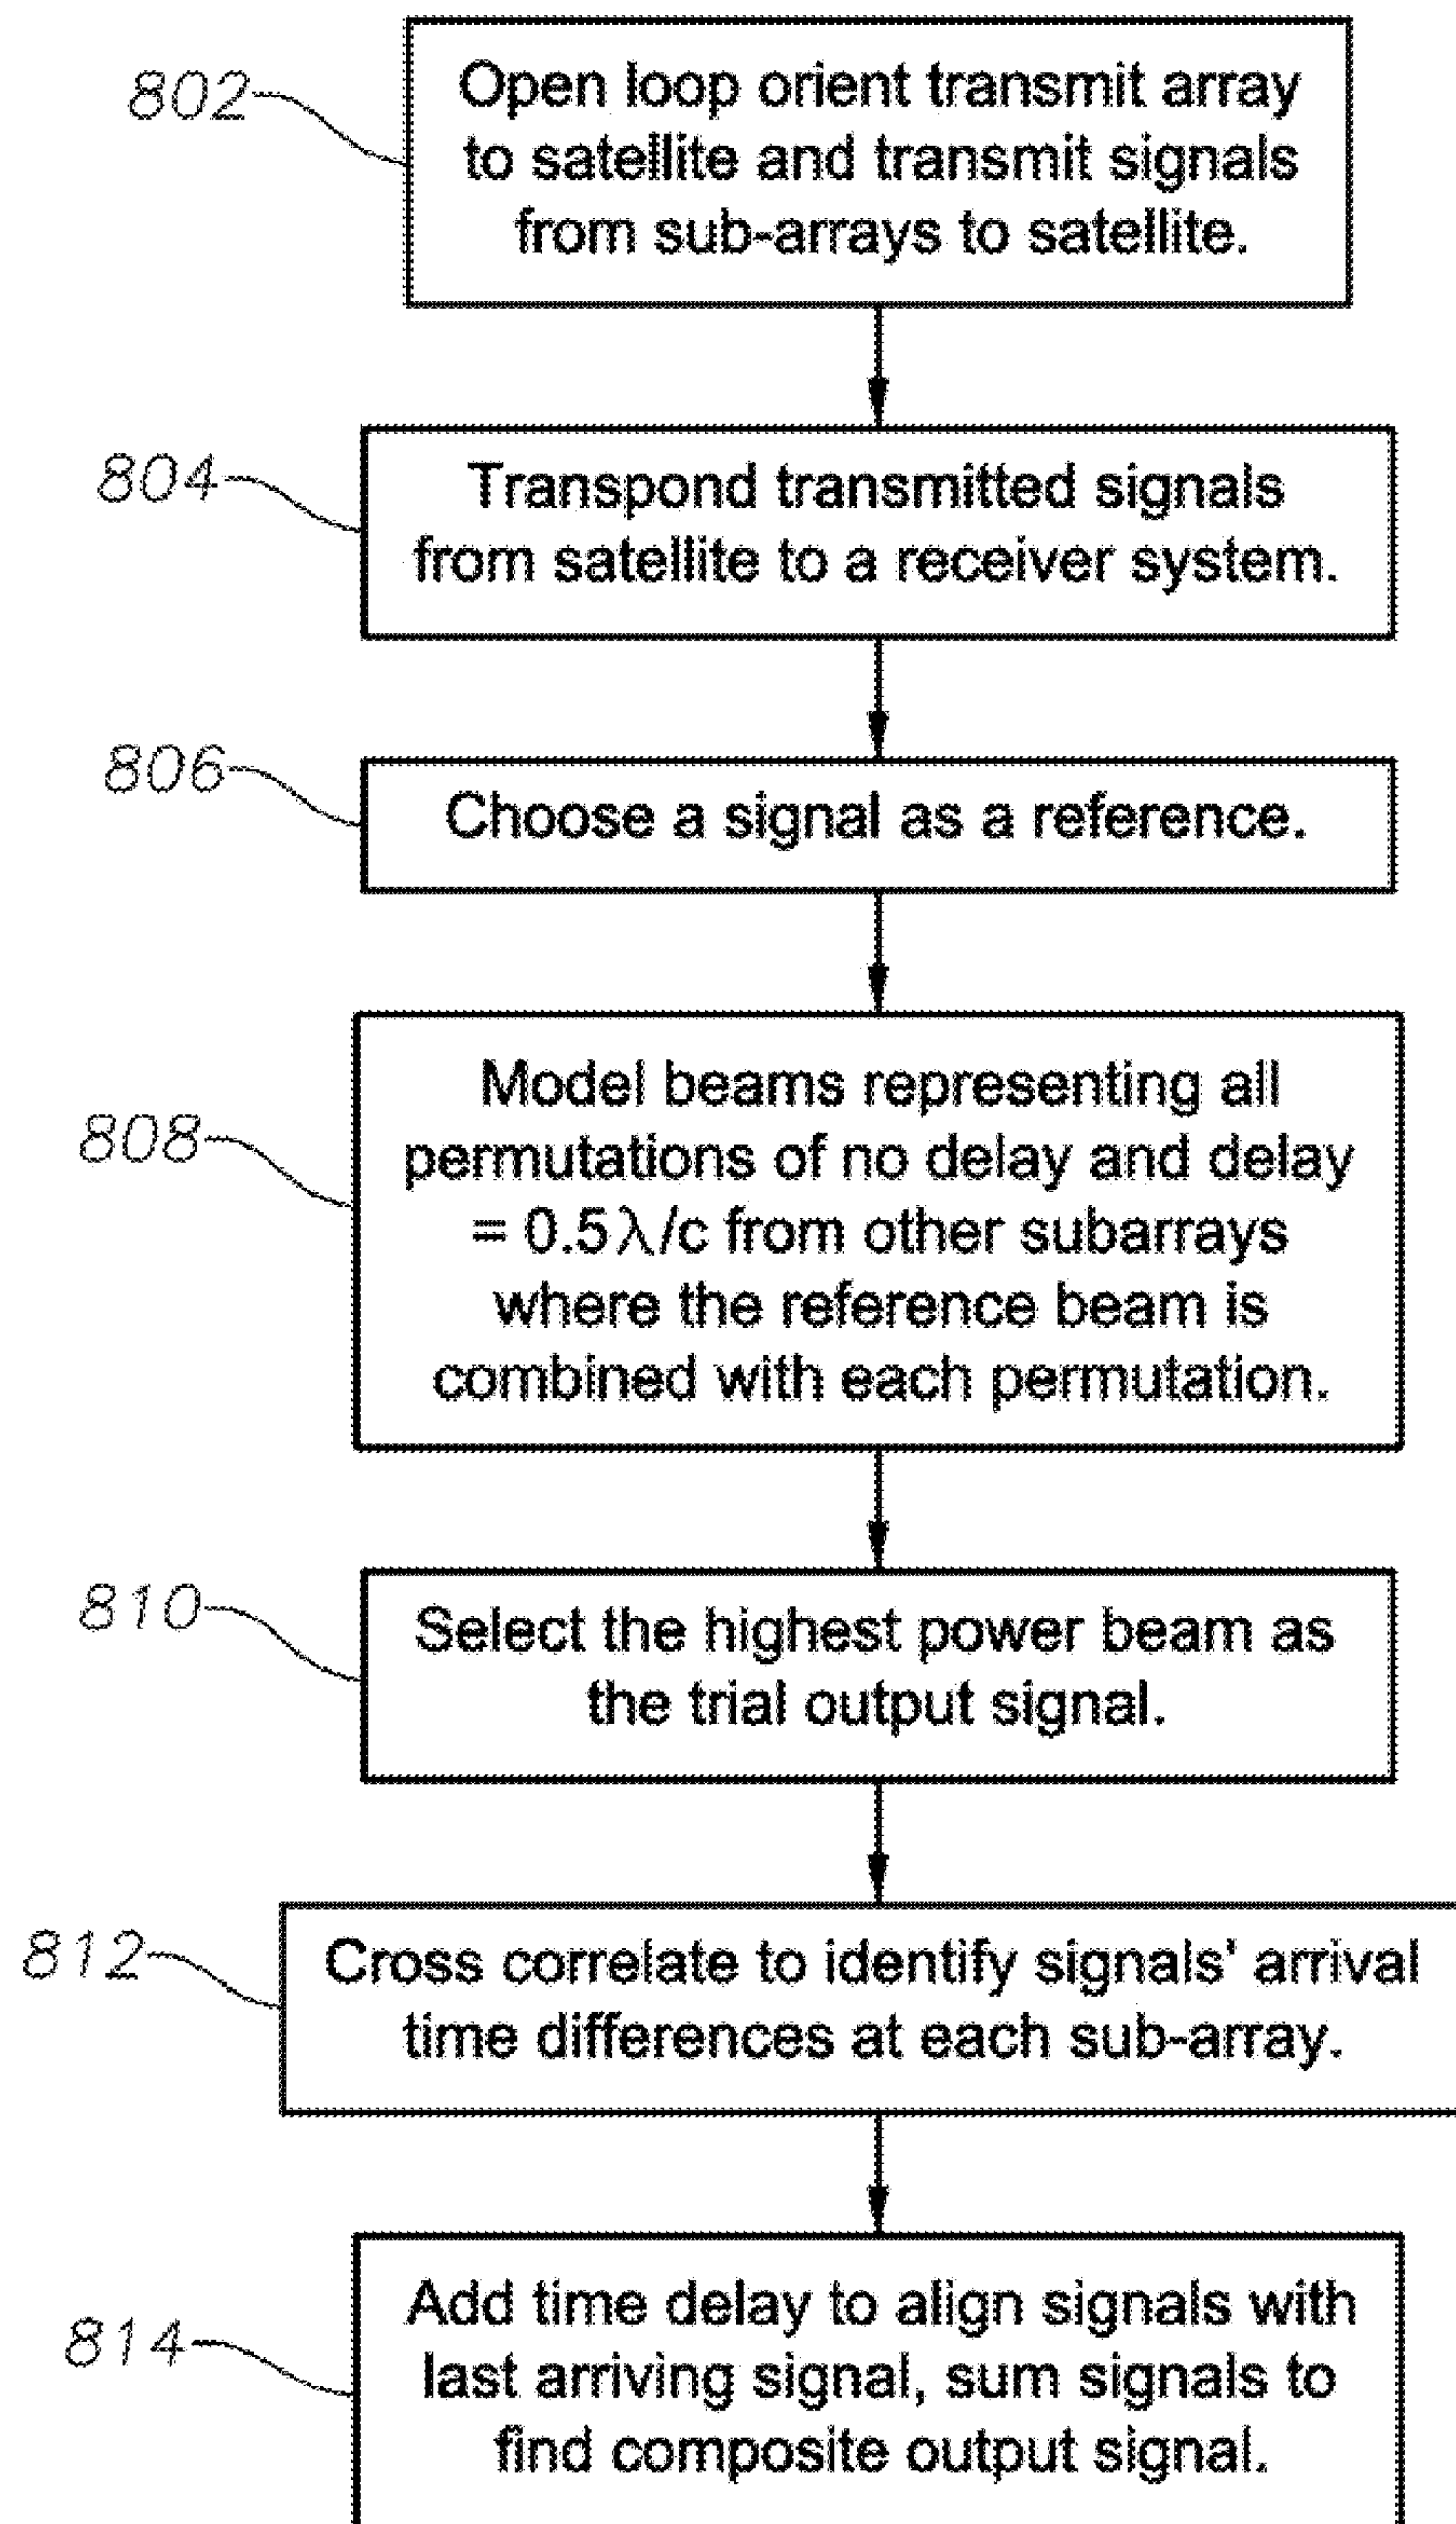 802
Open loop orient transmit array
to satellite and transmit signals
from sub-arrays to satellite.
804
Transpond transmitted signals
from satellite to a receiver system.
806
Choose a signal as a reference.
808
Model beams representing all
permutations of no delay and delay
= 0.5λ/c from other subarrays
where the reference beam is
combined with each permutation.
810
Select the highest power beam as
the trial output signal.
812
Cross correlate to identify signals' arrival
time differences at each sub-array.
814
Add time delay to align signals with
last arriving signal, sum signals to
find composite output signal.